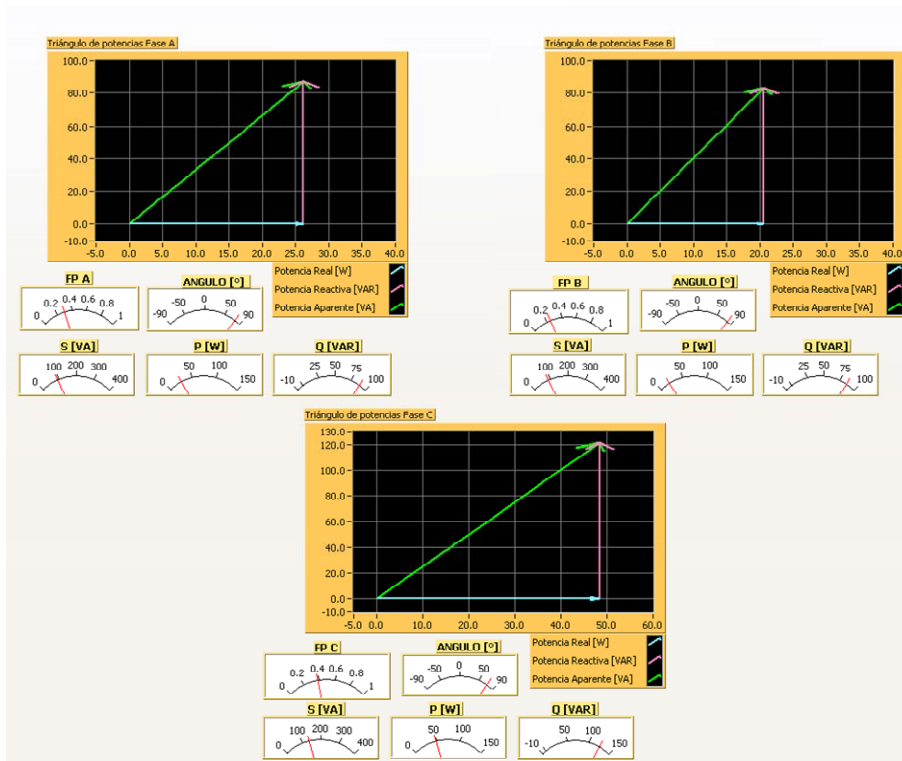 Triángulo de potencias Fase A
100.0
80.0
60.0
40.0
20.0
0.0
-10.0
-5.0 0.0 5.0 10.0 15.0 20.0 25.0 30.0 35.0 40.0
Potencia Real [W]
Potencia Reactiva [VAR]
Potencia Aparente [VA]
FP A
0 0.2 0.4 0.6 0.8 1
ANGULO [º]
-90 -50 0 50 90
S [VA]
0 100 200 300 400
P [W]
0 50 100 150
Q [VAR]
-10 25 50 75 100
Triángulo de potencias Fase B
100.0
80.0
60.0
40.0
20.0
0.0
-10.0
-5.0 0.0 5.0 10.0 15.0 20.0 25.0 30.0 35.0 40.0
Potencia Real [W]
Potencia Reactiva [VAR]
Potencia Aparente [VA]
FP B
0 0.2 0.4 0.6 0.8 1
ANGULO [º]
-90 -50 0 50 90
S [VA]
0 100 200 300 400
P [W]
0 50 100 150
Q [VAR]
-10 25 50 75 100
Triángulo de potencias Fase C
130.0
120.0
100.0
80.0
60.0
40.0
20.0
0.0
-10.0
-5.0 0.0 10.0 20.0 30.0 40.0 50.0 60.0
Potencia Real [W]
Potencia Reactiva [VAR]
Potencia Aparente [VA]
FP C
0 0.2 0.4 0.6 0.8 1
ANGULO [º]
-90 -50 0 50 90
S [VA]
0 100 200 300 400
P [W]
0 50 100 150
Q [VAR]
-10 50 100 150